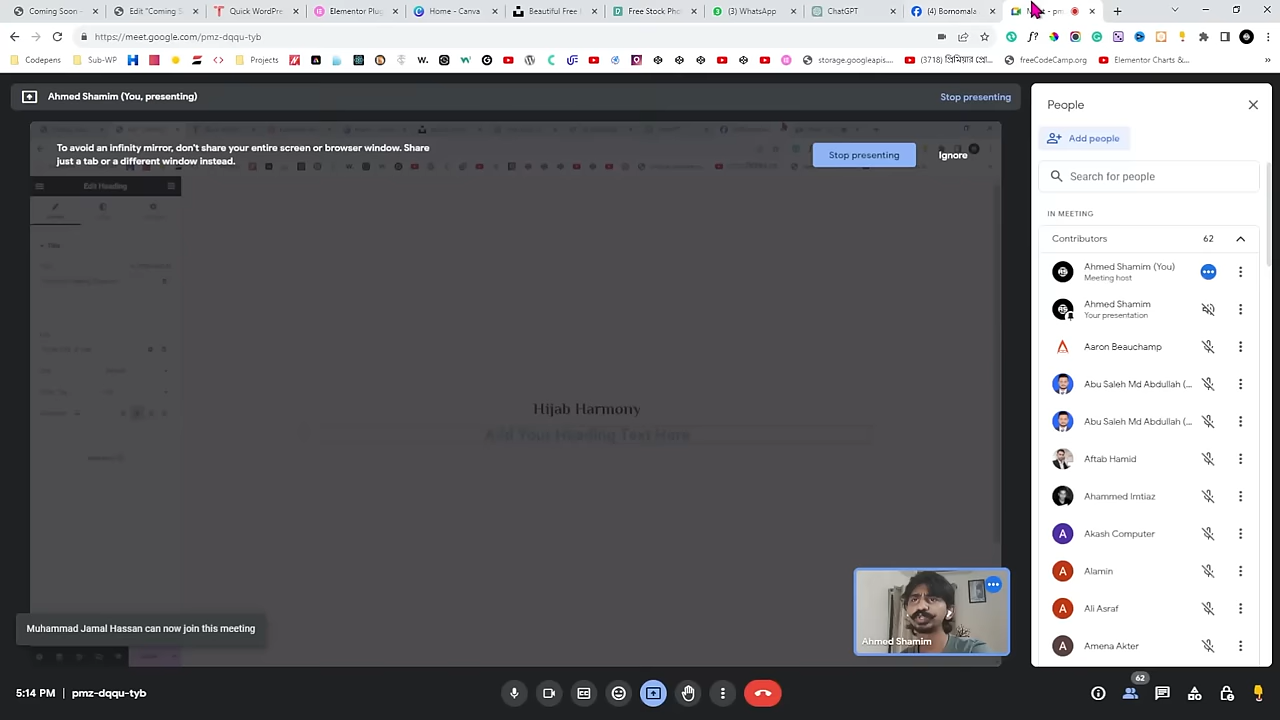 Coming Soon -
Edit "Coming S
Quick WordPre
Elementor Plug
Home - Canva
Beautiful Free I
Free Stock Pho
(3) WhatsApp
ChatGPT
(4) Bornomala
https://meet.google.com/pmz-dqqu-tyb
Codepens
Sub-WP
Projects
storage.googleapis....
freeCodeCamp.org
Elementor Charts &...
Ahmed Shamim (You, presenting)
Stop presenting
To avoid an infinity mirror, don't share your entire screen or browser window. Share
just a tab or a different window instead.
Stop presenting
Ignore
Edit Heading
Title
Hijab Harmony
Add Your Heading Text Here
Ahmed Shamim
Muhammad Jamal Hassan can now join this meeting
People
Add people
Search for people
IN MEETING
Contributors
62
Ahmed Shamim (You)
Meeting host
Ahmed Shamim
Your presentation
Aaron Beauchamp
Abu Saleh Md Abdullah (...
Abu Saleh Md Abdullah (...
Aftab Hamid
Ahammed Imtiaz
A Akash Computer
A Alamin
A Ali Asraf
A Amena Akter
5:14 PM | pmz-dqqu-tyb
62